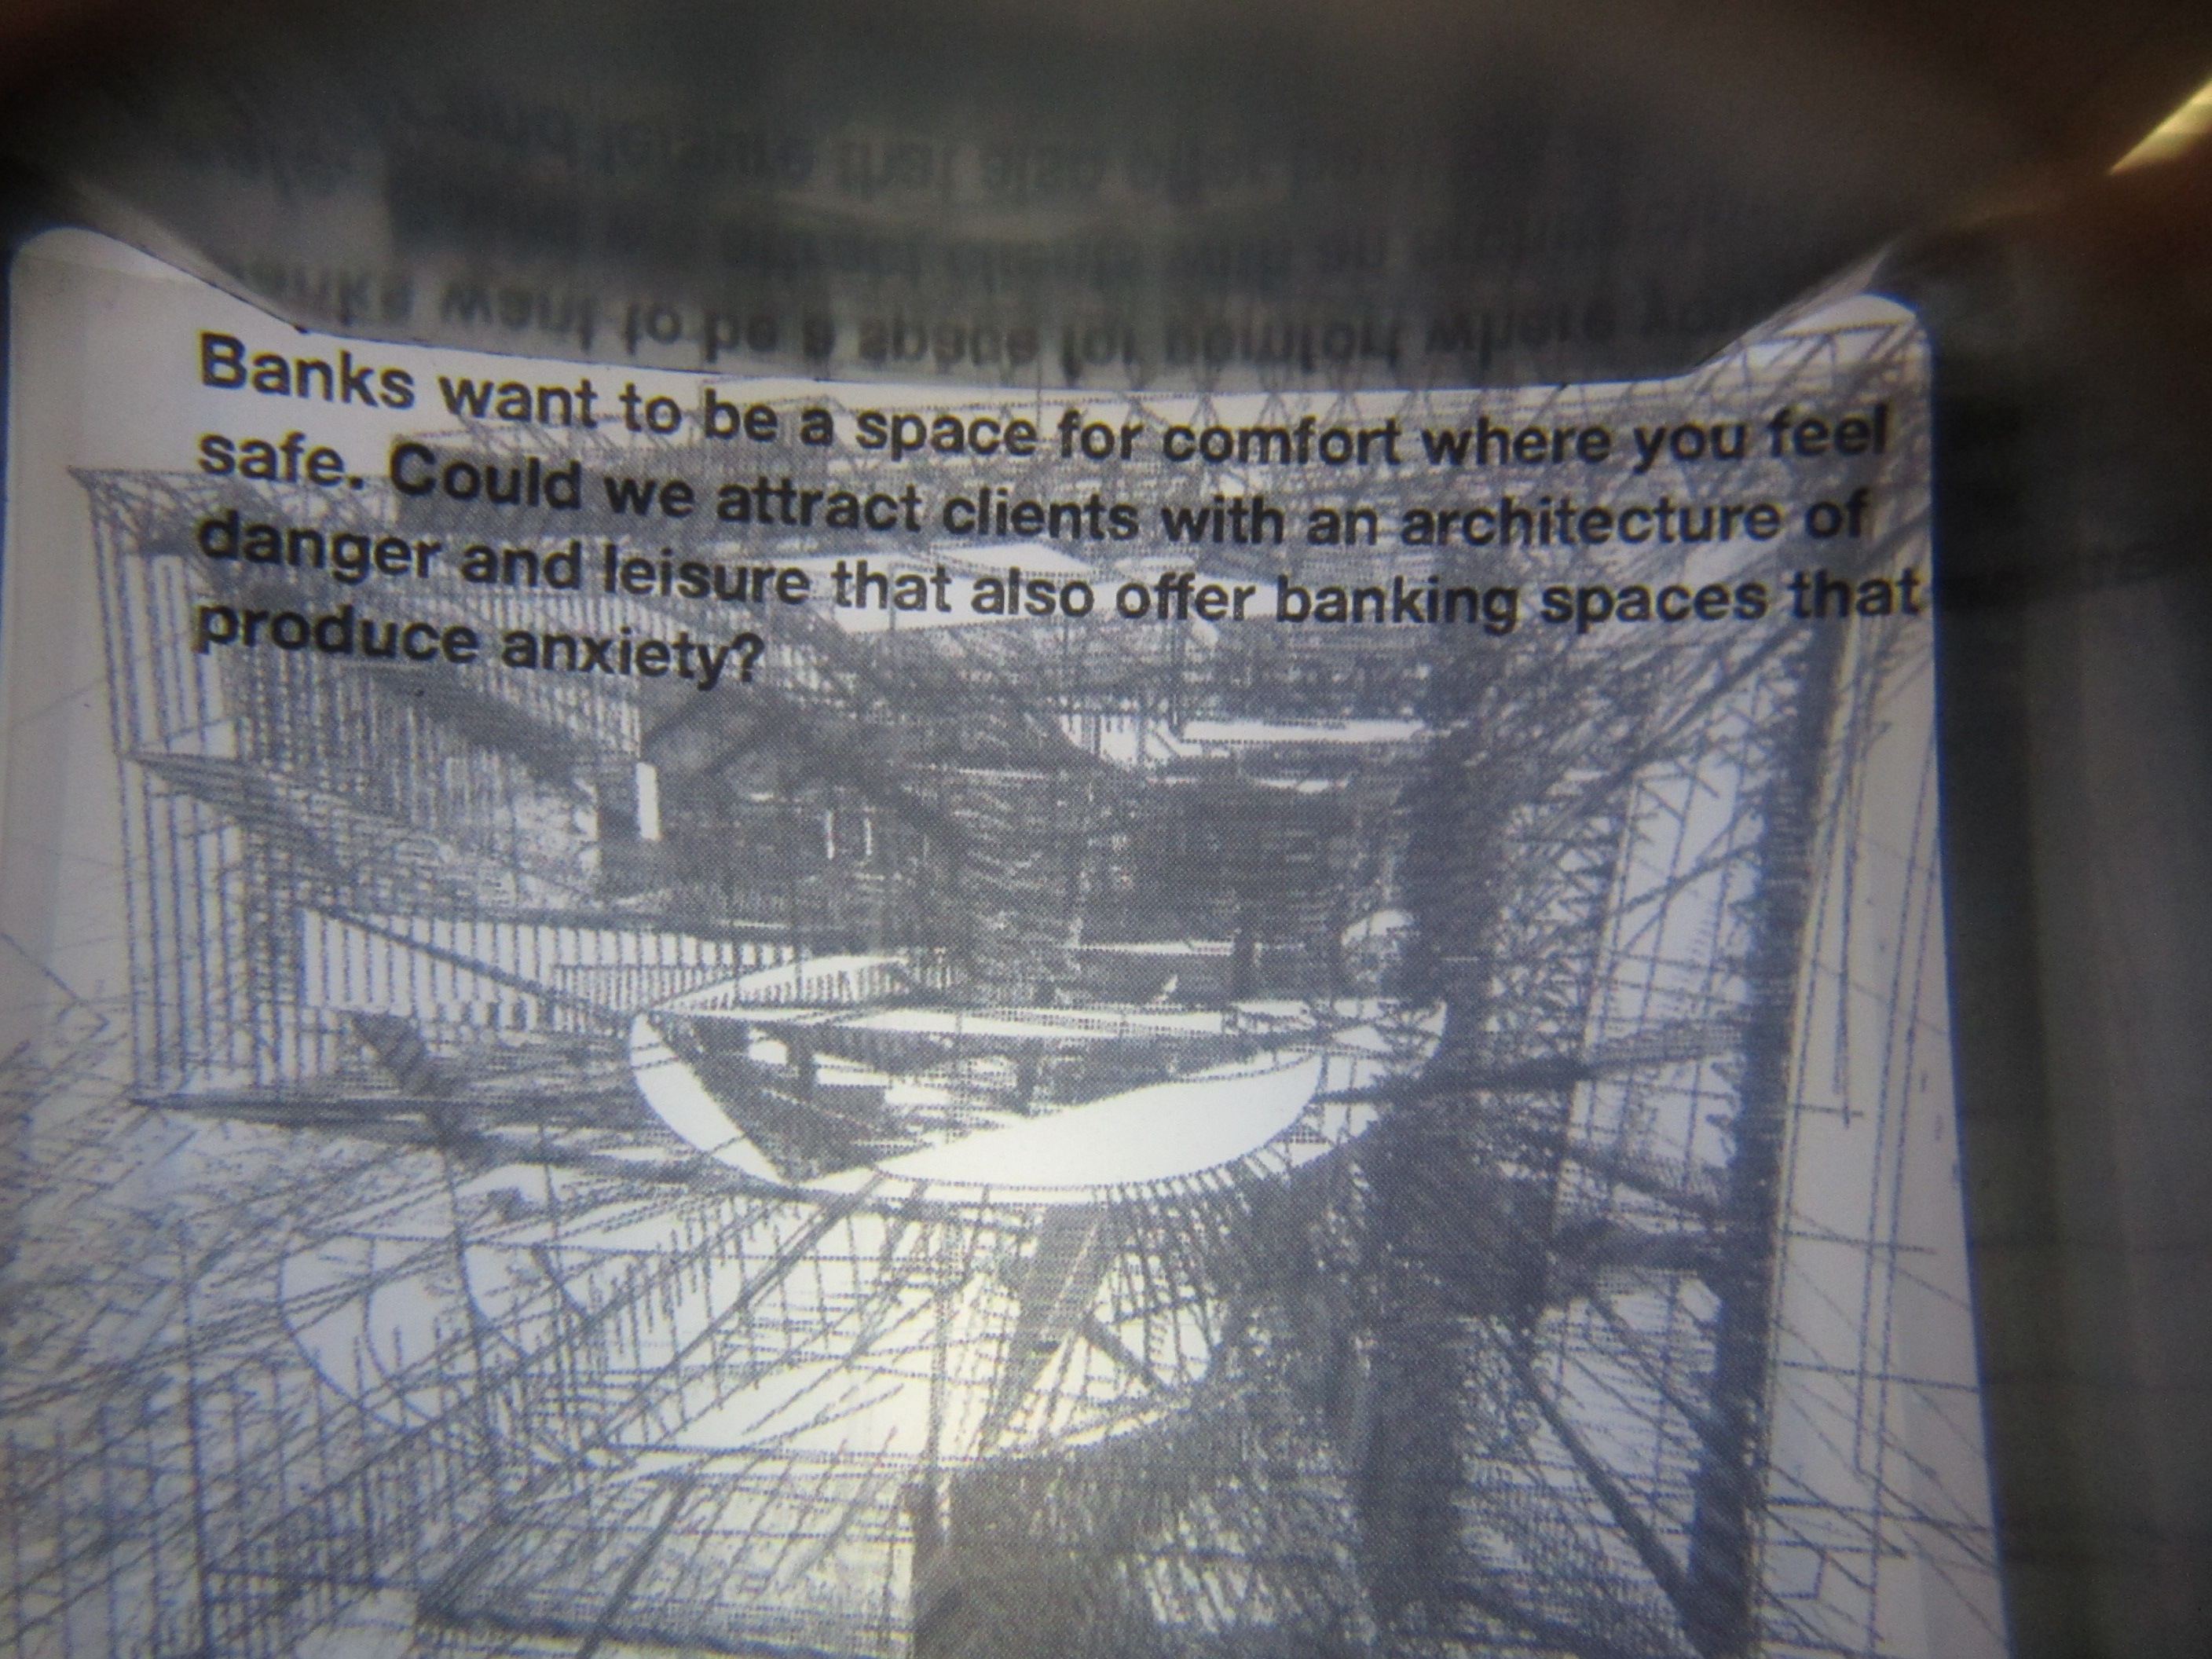 Banks want to be a space for comfort where you feel
safe. Could we attract clients with an architecture of
danger and leisure that also offer banking spaces that
produce anxiety?